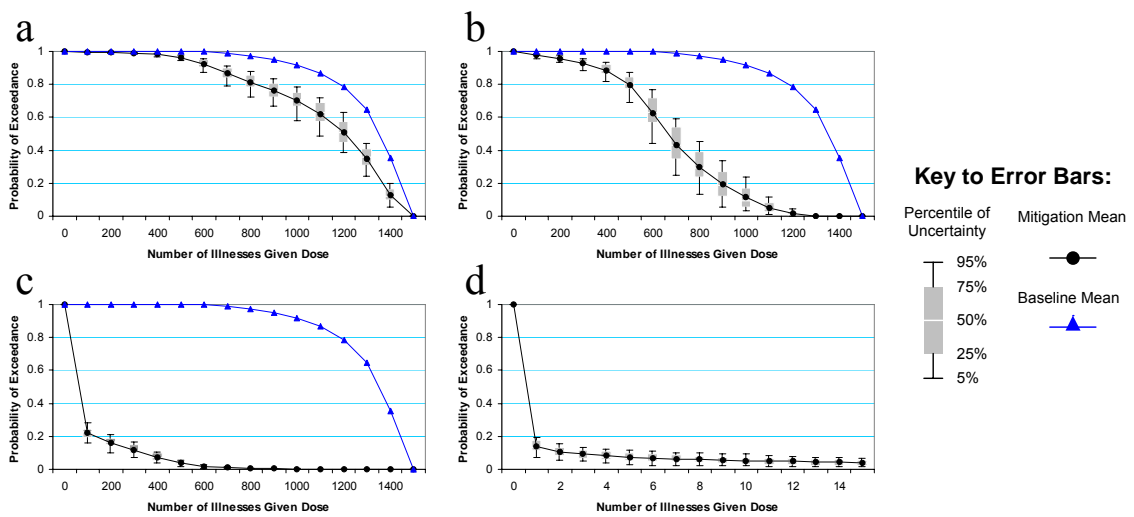 a
Probability of Exceedance
1
0.8
0.6
0.4
0.2
0
0 200 400 600 800 1000 1200 1400
Number of Illnesses Given Dose
b
Probability of Exceedance
1
0.8
0.6
0.4
0.2
0
0 200 400 600 800 1000 1200 1400
Number of Illnesses Given Dose
c
Probability of Exceedance
1
0.8
0.6
0.4
0.2
0
0 200 400 600 800 1000 1200 1400
Number of Illnesses Given Dose
d
Probability of Exceedance
1
0.8
0.6
0.4
0.2
0
0 2 4 6 8 10 12 14
Number of Illnesses Given Dose
Key to Error Bars:
Percentile of
Uncertainty
95%
75%
50%
25%
5%
Mitigation Mean
Baseline Mean